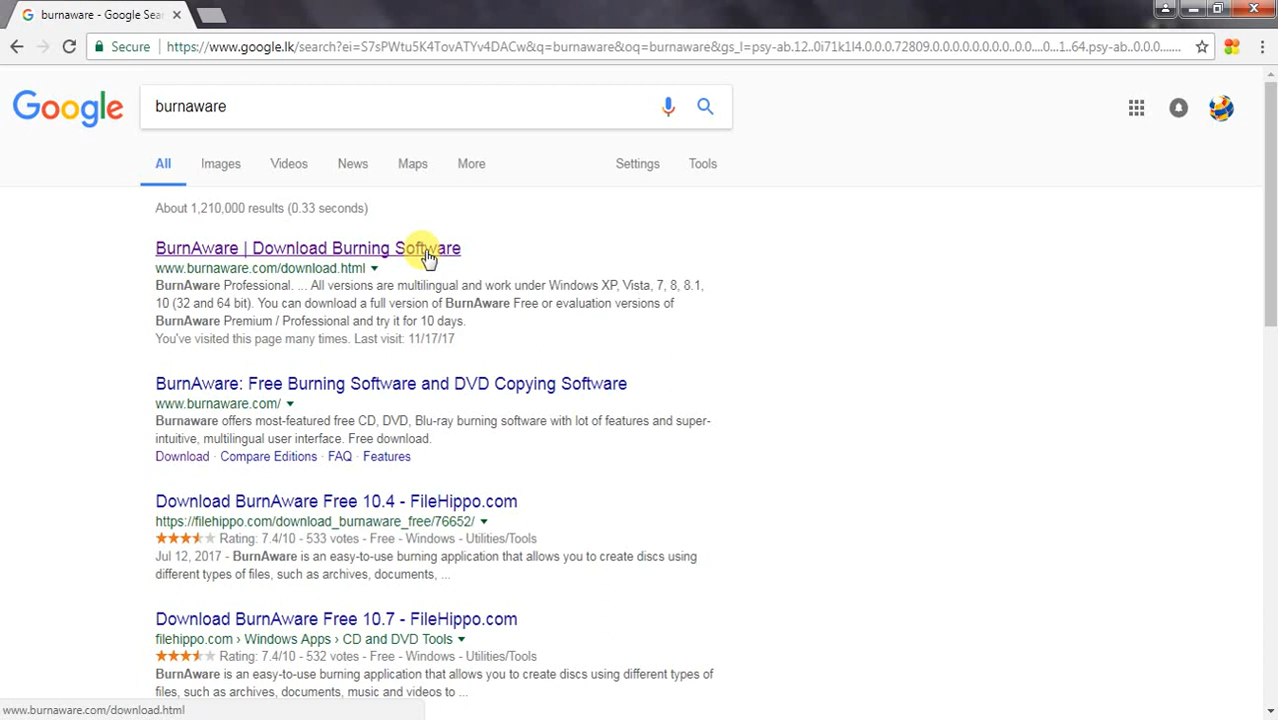 burnaware - Google Sea
Secure https://www.google.lk/search?ei=S7sPWtu5K4TovATYv4DACw&q=burnaware&oq=burnaware&gs_l=psy-ab.12..0i71k1l4.0.0.0.72809.0.0.0.0.0.0.0.0..0.0....0...1..64.psy-ab..0.0.0.......
Google burnaware
All Images Videos News Maps More Settings Tools
About 1,210,000 results (0.33 seconds)
BurnAware | Download Burning Software
www.burnaware.com/download.html
BurnAware Professional. ... All versions are multilingual and work under Windows XP, Vista, 7, 8, 8.1,
10 (32 and 64 bit). You can download a full version of BurnAware Free or evaluation versions of
BurnAware Premium / Professional and try it for 10 days.
You've visited this page many times. Last visit: 11/17/17
BurnAware: Free Burning Software and DVD Copying Software
www.burnaware.com/
Burnaware offers most-featured free CD, DVD, Blu-ray burning software with lot of features and super-
intuitive, multilingual user interface. Free download.
Download · Compare Editions · FAQ · Features
Download BurnAware Free 10.4 - FileHippo.com
https://filehippo.com/download_burnaware_free/76652/
Rating: 7.4/10 - 533 votes - Free - Windows - Utilities/Tools
Jul 12, 2017 - BurnAware is an easy-to-use burning application that allows you to create discs using
different types of files, such as archives, documents, ...
Download BurnAware Free 10.7 - FileHippo.com
filehippo.com › Windows Apps › CD and DVD Tools
Rating: 7.4/10 - 532 votes - Free - Windows - Utilities/Tools
BurnAware is an easy-to-use burning application that allows you to create discs using different types of
files, such as archives, documents, music and videos to ...
www.burnaware.com/download.html